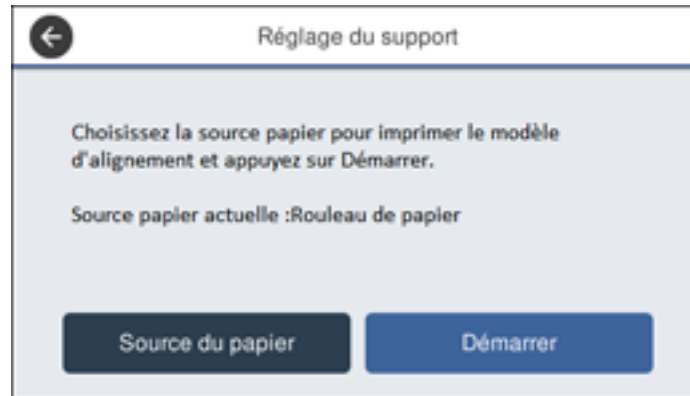 Réglage du support
Choisissez la source papier pour imprimer le modèle
d'alignement et appuyez sur Démarrer.
Source papier actuelle :Rouleau de papier
Source du papier
Démarrer